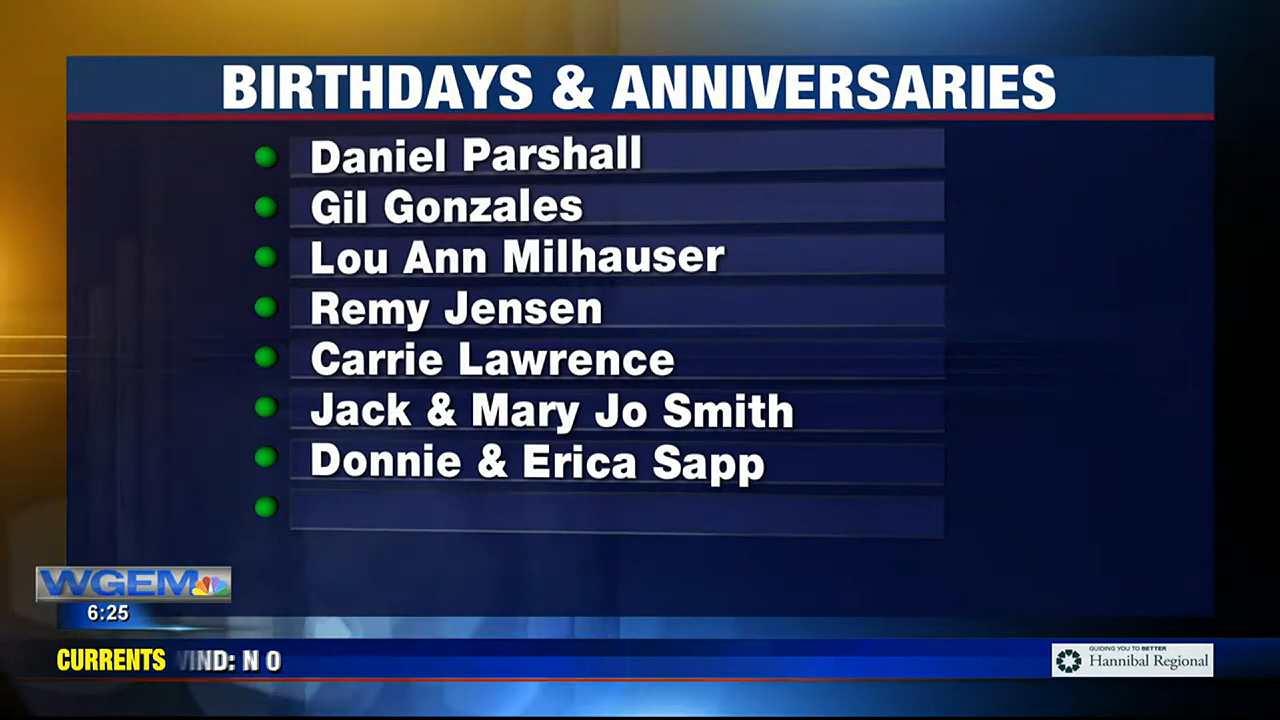 BIRTHDAYS & ANNIVERSARIES
Daniel Parshall
Gil Gonzales
Lou Ann Milhauser
Remy Jensen
Carrie Lawrence
Jack & Mary Jo Smith
Donnie & Erica Sapp
WGEM
6:25
CURRENTS WIND: N 0
GUIDING YOU TO BETTER
Hannibal Regional